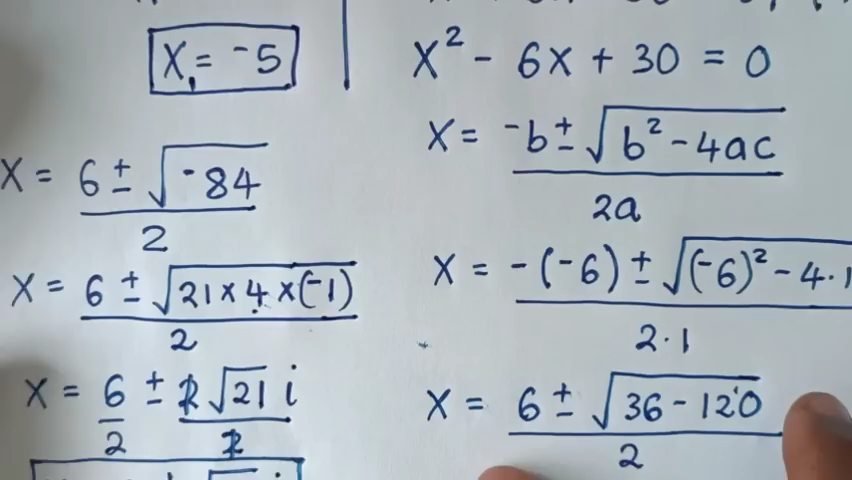 X₁ = ⁻5
X² - 6X + 30 = 0
X = (⁻b ± √(b² - 4ac)) / 2a
X = (-(⁻6) ± √((⁻6)² - 4·1)) / 2·1
X = (6 ± √(36 - 120)) / 2
X = (6 ± √(⁻84)) / 2
X = (6 ± √(21 × 4 × (⁻1))) / 2
X = 6/2 ± 2√21 i / 2